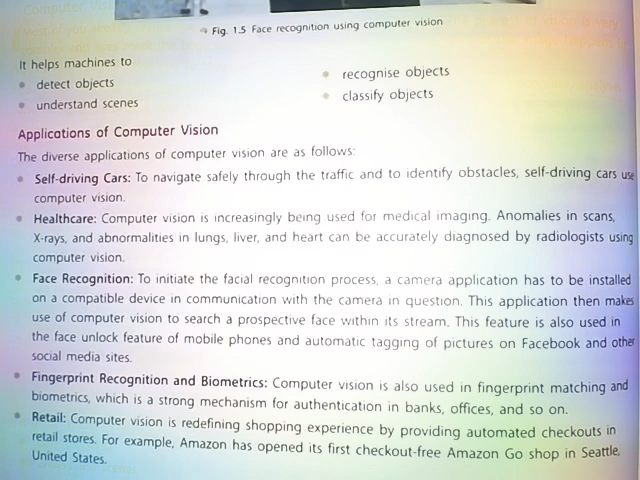 Fig. 1.5 Face recognition using computer vision
It helps machines to
• detect objects
• recognise objects
• understand scenes
• classify objects
Applications of Computer Vision
The diverse applications of computer vision are as follows:
• Self-driving Cars: To navigate safely through the traffic and to identify obstacles, self-driving cars use
computer vision.
• Healthcare: Computer vision is increasingly being used for medical imaging. Anomalies in scans,
X-rays, and abnormalities in lungs, liver, and heart can be accurately diagnosed by radiologists using
computer vision.
• Face Recognition: To initiate the facial recognition process, a camera application has to be installed
on a compatible device in communication with the camera in question. This application then makes
use of computer vision to search a prospective face within its stream. This feature is also used in
the face unlock feature of mobile phones and automatic tagging of pictures on Facebook and other
social media sites.
• Fingerprint Recognition and Biometrics: Computer vision is also used in fingerprint matching and
biometrics, which is a strong mechanism for authentication in banks, offices, and so on.
• Retail: Computer vision is redefining shopping experience by providing automated checkouts in
retail stores. For example, Amazon has opened its first checkout-free Amazon Go shop in Seattle,
United States.